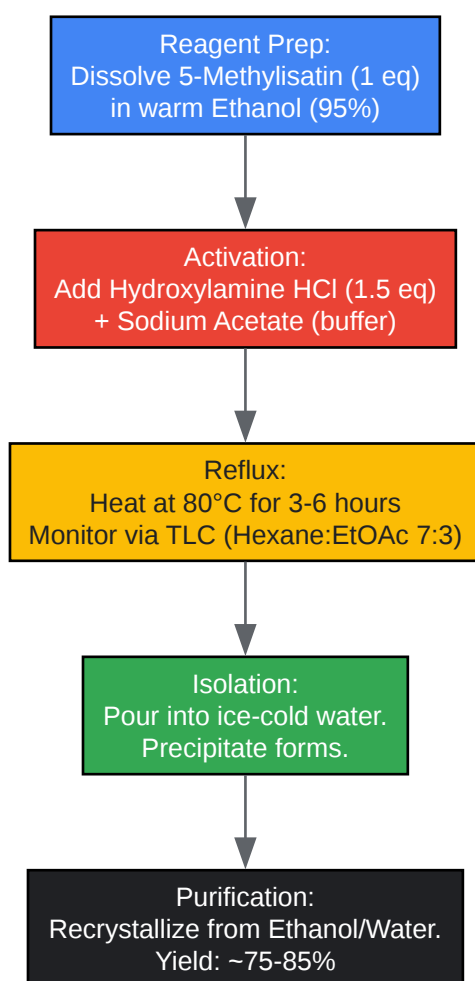 Reagent Prep:
Dissolve 5-Methylisatin (1 eq)
in warm Ethanol (95%)
Activation:
Add Hydroxylamine HCl (1.5 eq)
+ Sodium Acetate (buffer)
Reflux:
Heat at 80°C for 3-6 hours
Monitor via TLC (Hexane:EtOAc 7:3)
Isolation:
Pour into ice-cold water.
Precipitate forms.
Purification:
Recrystallize from Ethanol/Water.
Yield: ~75-85%